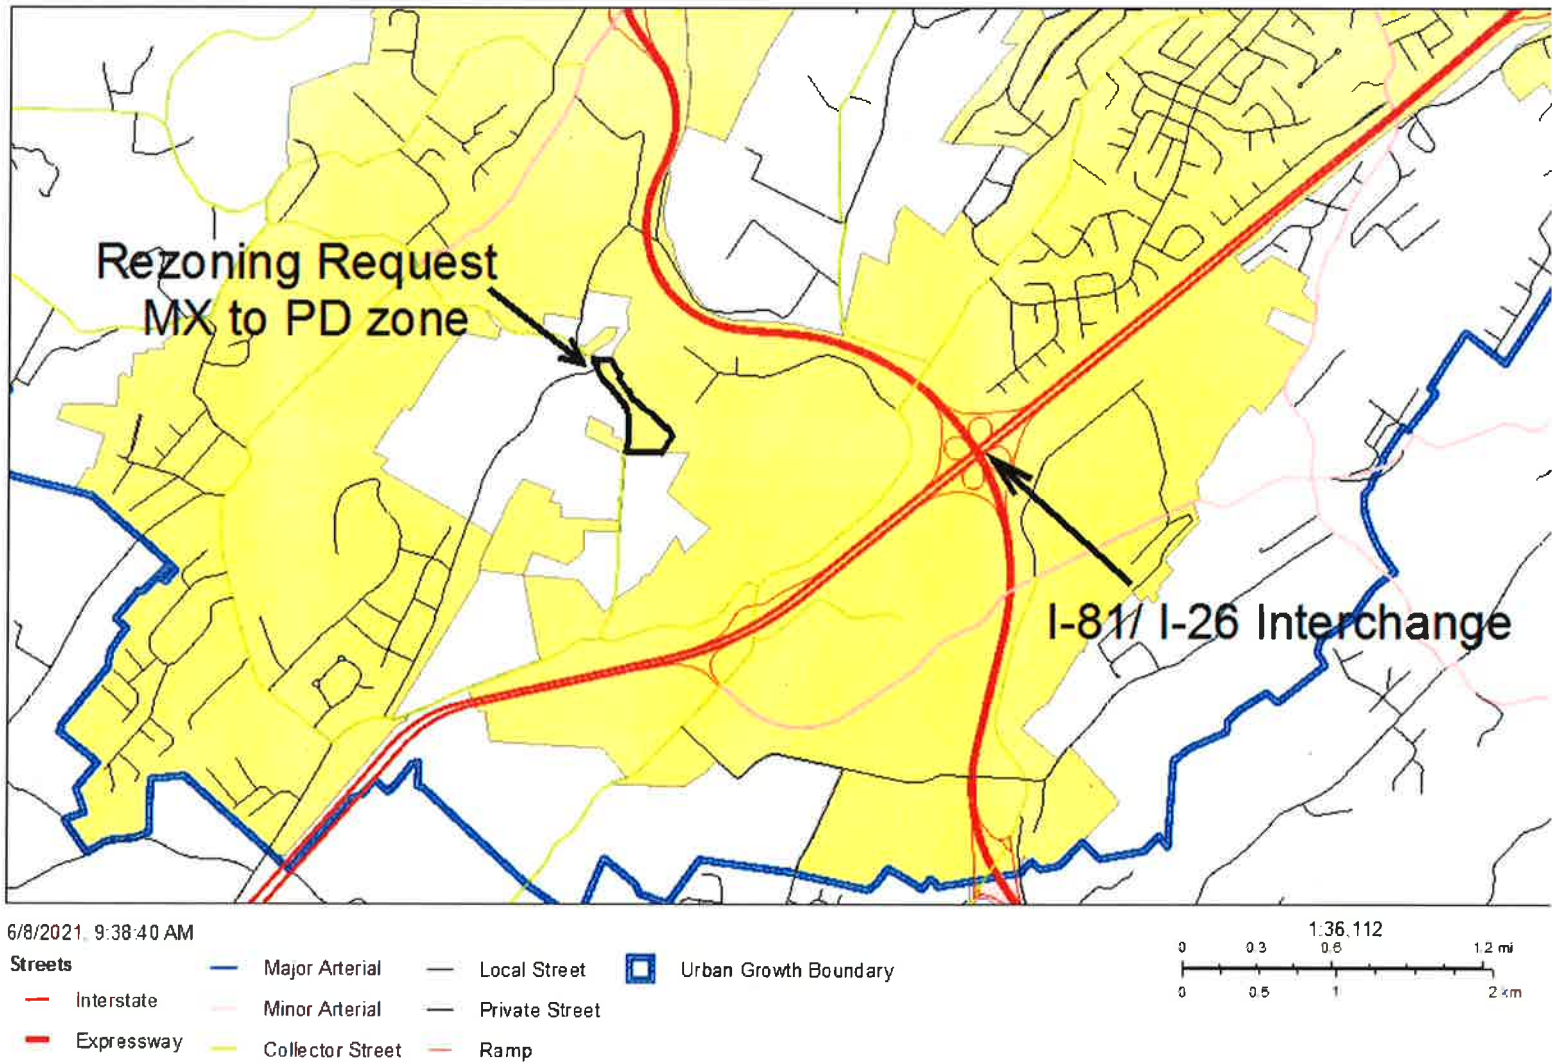 Rezoning Request
MX to PD zone
I-81/ I-26 Interchange
6/8/2021, 9:38:40 AM
Streets
Interstate
Expressway
Major Arterial
Minor Arterial
Collector Street
Local Street
Private Street
Ramp
Urban Growth Boundary
1:36,112
0 0.3 0.6 1.2 mi
0 0.5 1 2 km